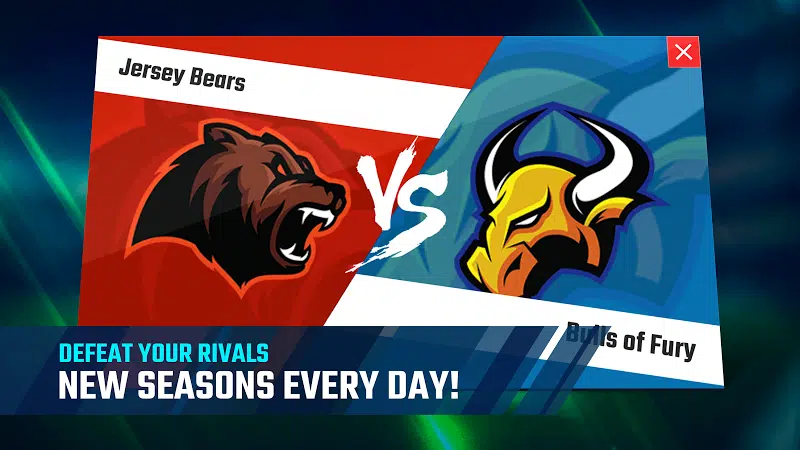 Jersey Bears
VS
Bulls of Fury
DEFEAT YOUR RIVALS
NEW SEASONS EVERY DAY!